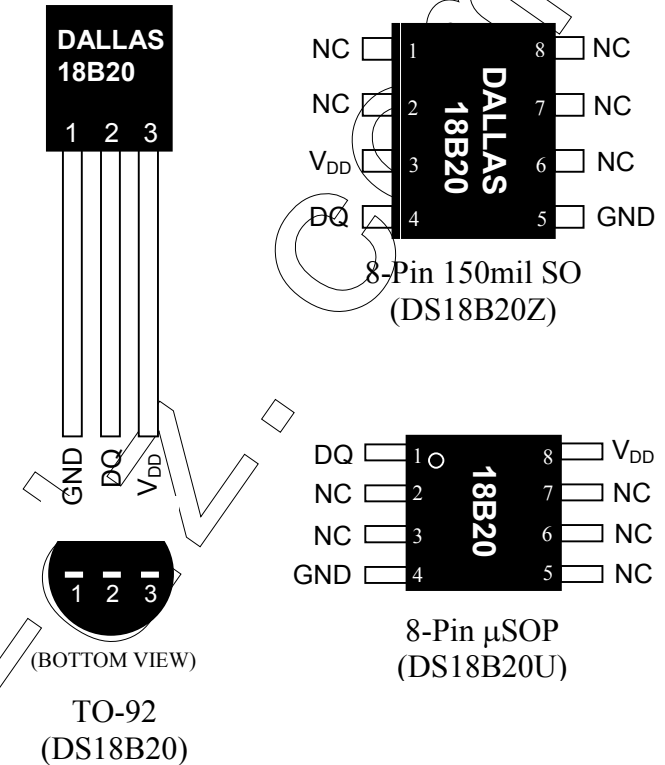 DALLAS
18B20
1 2 3
GND DQ VDD
1 2 3
(BOTTOM VIEW)
TO-92
(DS18B20)
NC 1 8 NC
NC 2 7 NC
VDD 3 6 NC
DQ 4 5 GND
DALLAS
18B20
8-Pin 150mil SO
(DS18B20Z)
DQ 1 8 VDD
NC 2 7 NC
NC 3 6 NC
GND 4 5 NC
18B20
8-Pin μSOP
(DS18B20U)